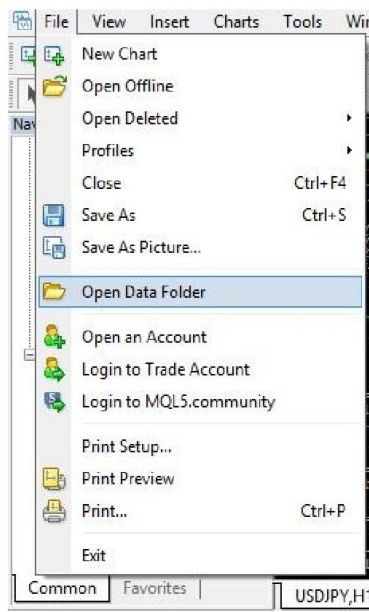 File View Insert Charts Tools
New Chart
Open Offline
Open Deleted
Profiles
Close Ctrl+F4
Save As Ctrl+S
Save As Picture...
Open Data Folder
Open an Account
Login to Trade Account
Login to MQL5.community
Print Setup...
Print Preview
Print... Ctrl+P
Exit
Common Favorites
USDJPY,H1